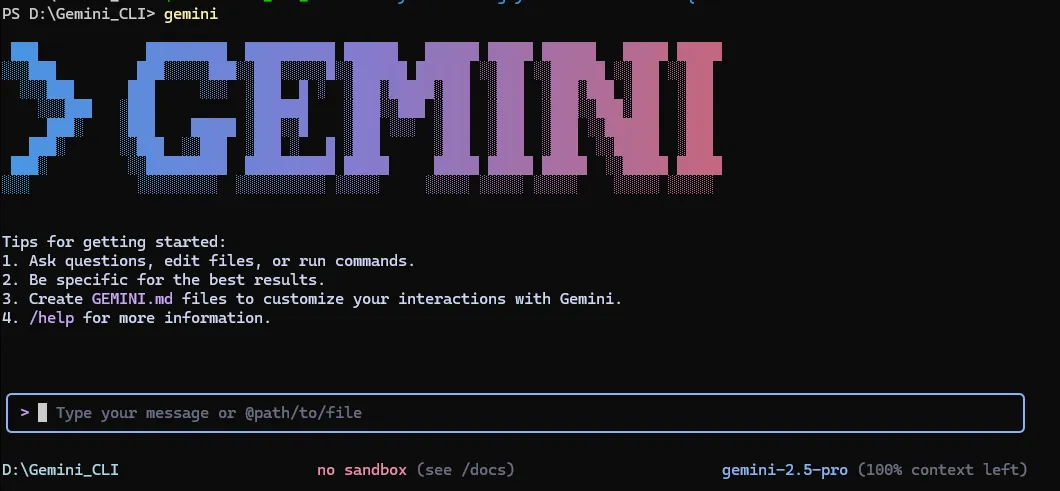 PS D:\Gemini_CLI> gemini
> GEMINI
Tips for getting started:
1. Ask questions, edit files, or run commands.
2. Be specific for the best results.
3. Create GEMINI.md files to customize your interactions with Gemini.
4. /help for more information.
> Type your message or @path/to/file
D:\Gemini_CLI no sandbox (see /docs) gemini-2.5-pro (100% context left)